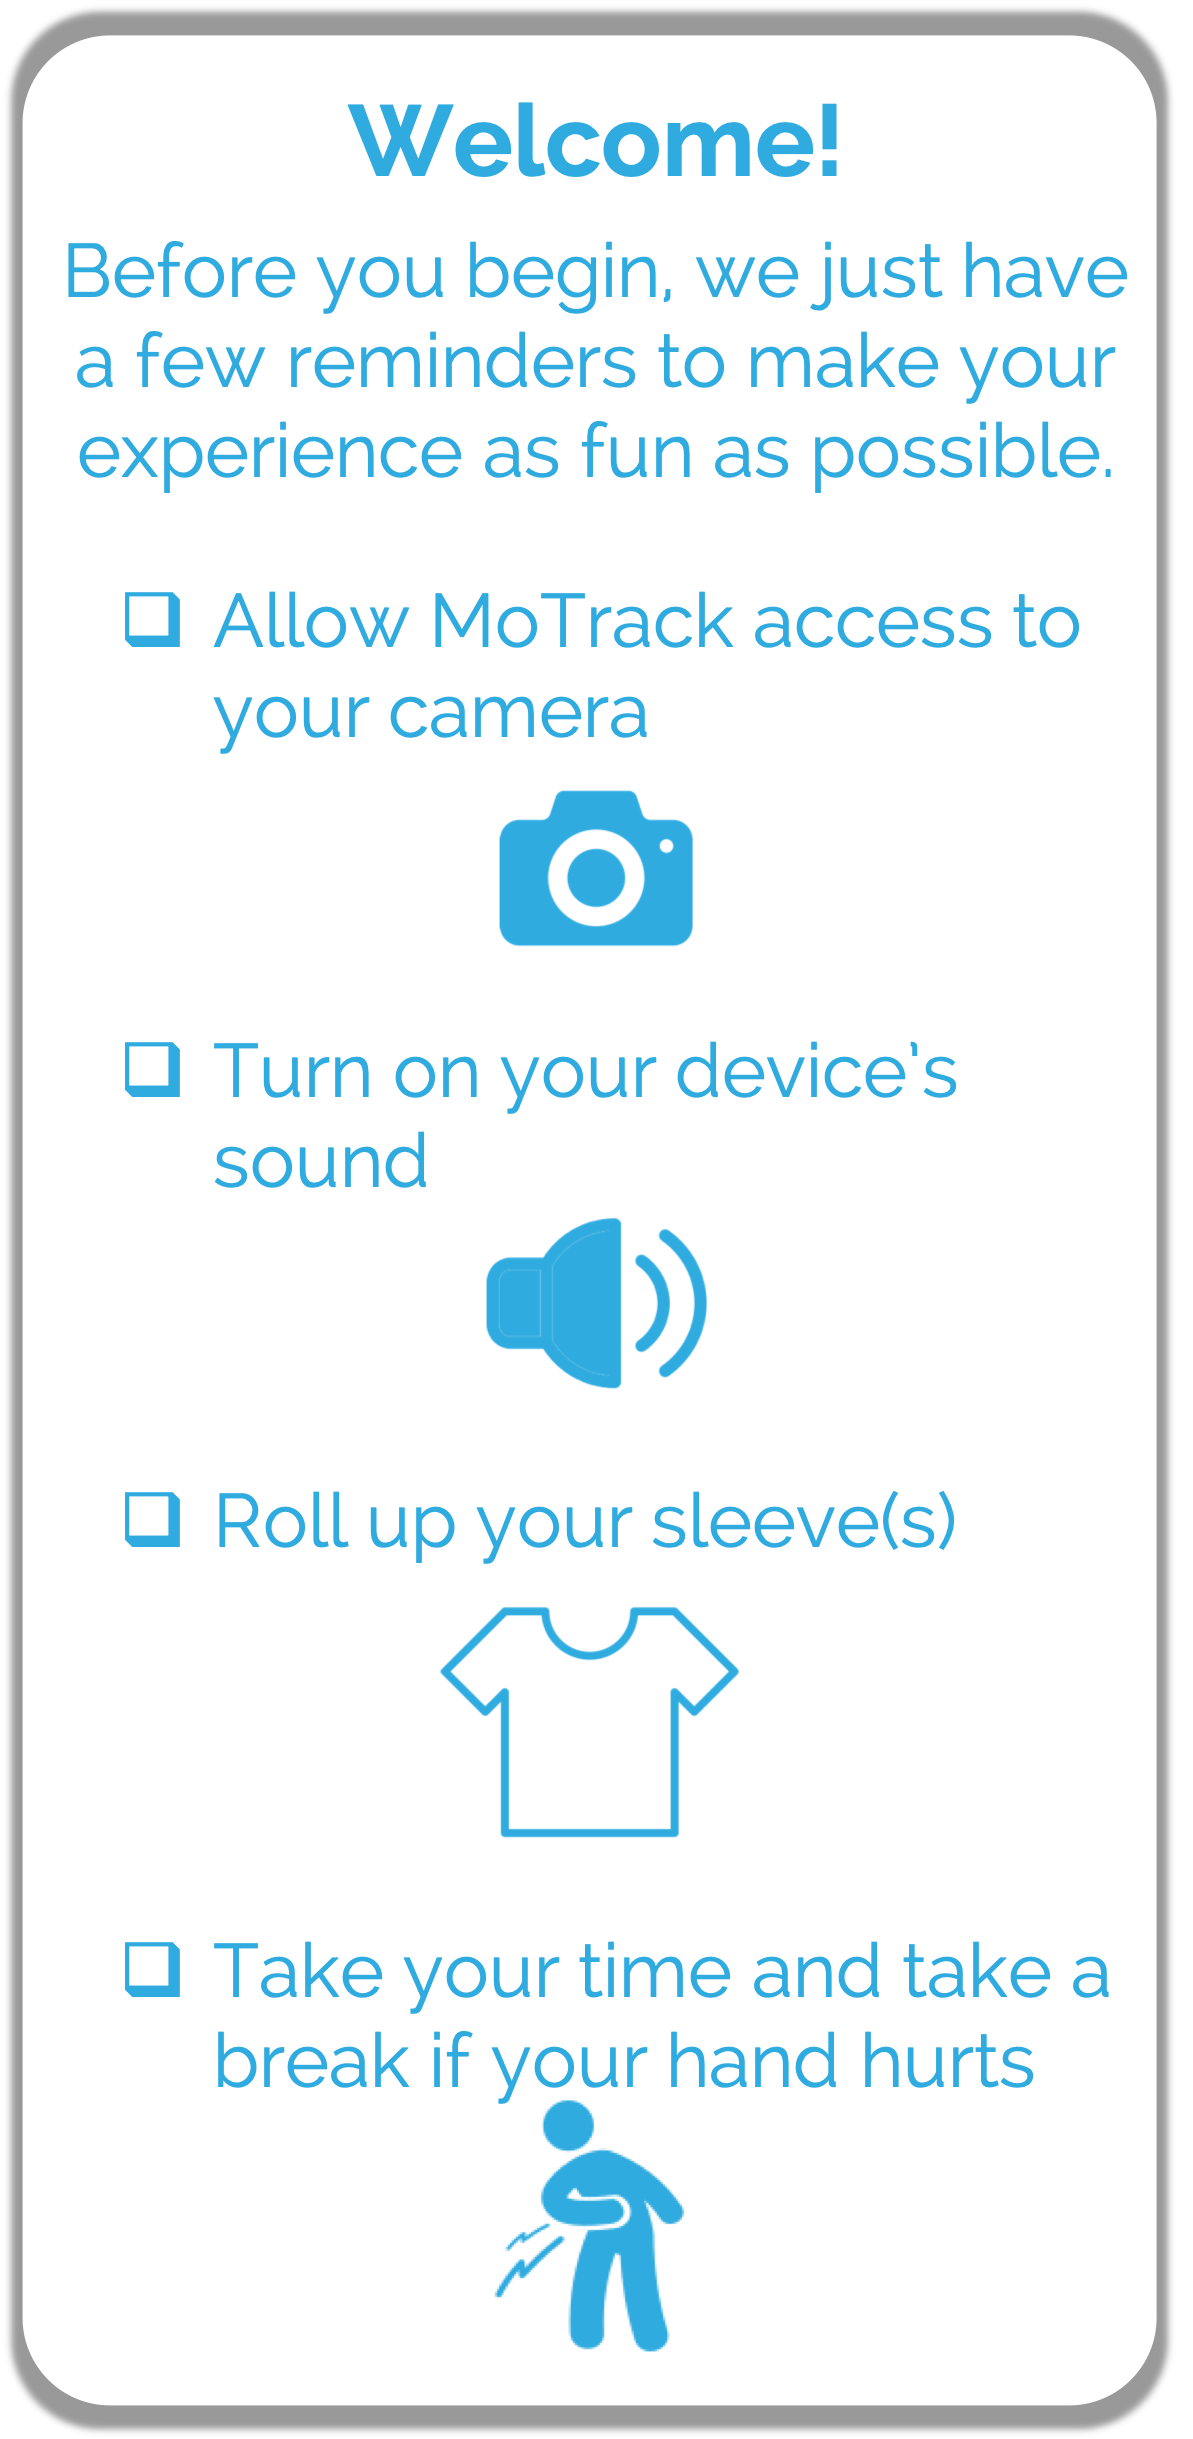 Welcome!
Before you begin, we just have
a few reminders to make your
experience as fun as possible.
❑ Allow MoTrack access to
your camera
❑ Turn on your device's
sound
❑ Roll up your sleeve(s)
❑ Take your time and take a
break if your hand hurts